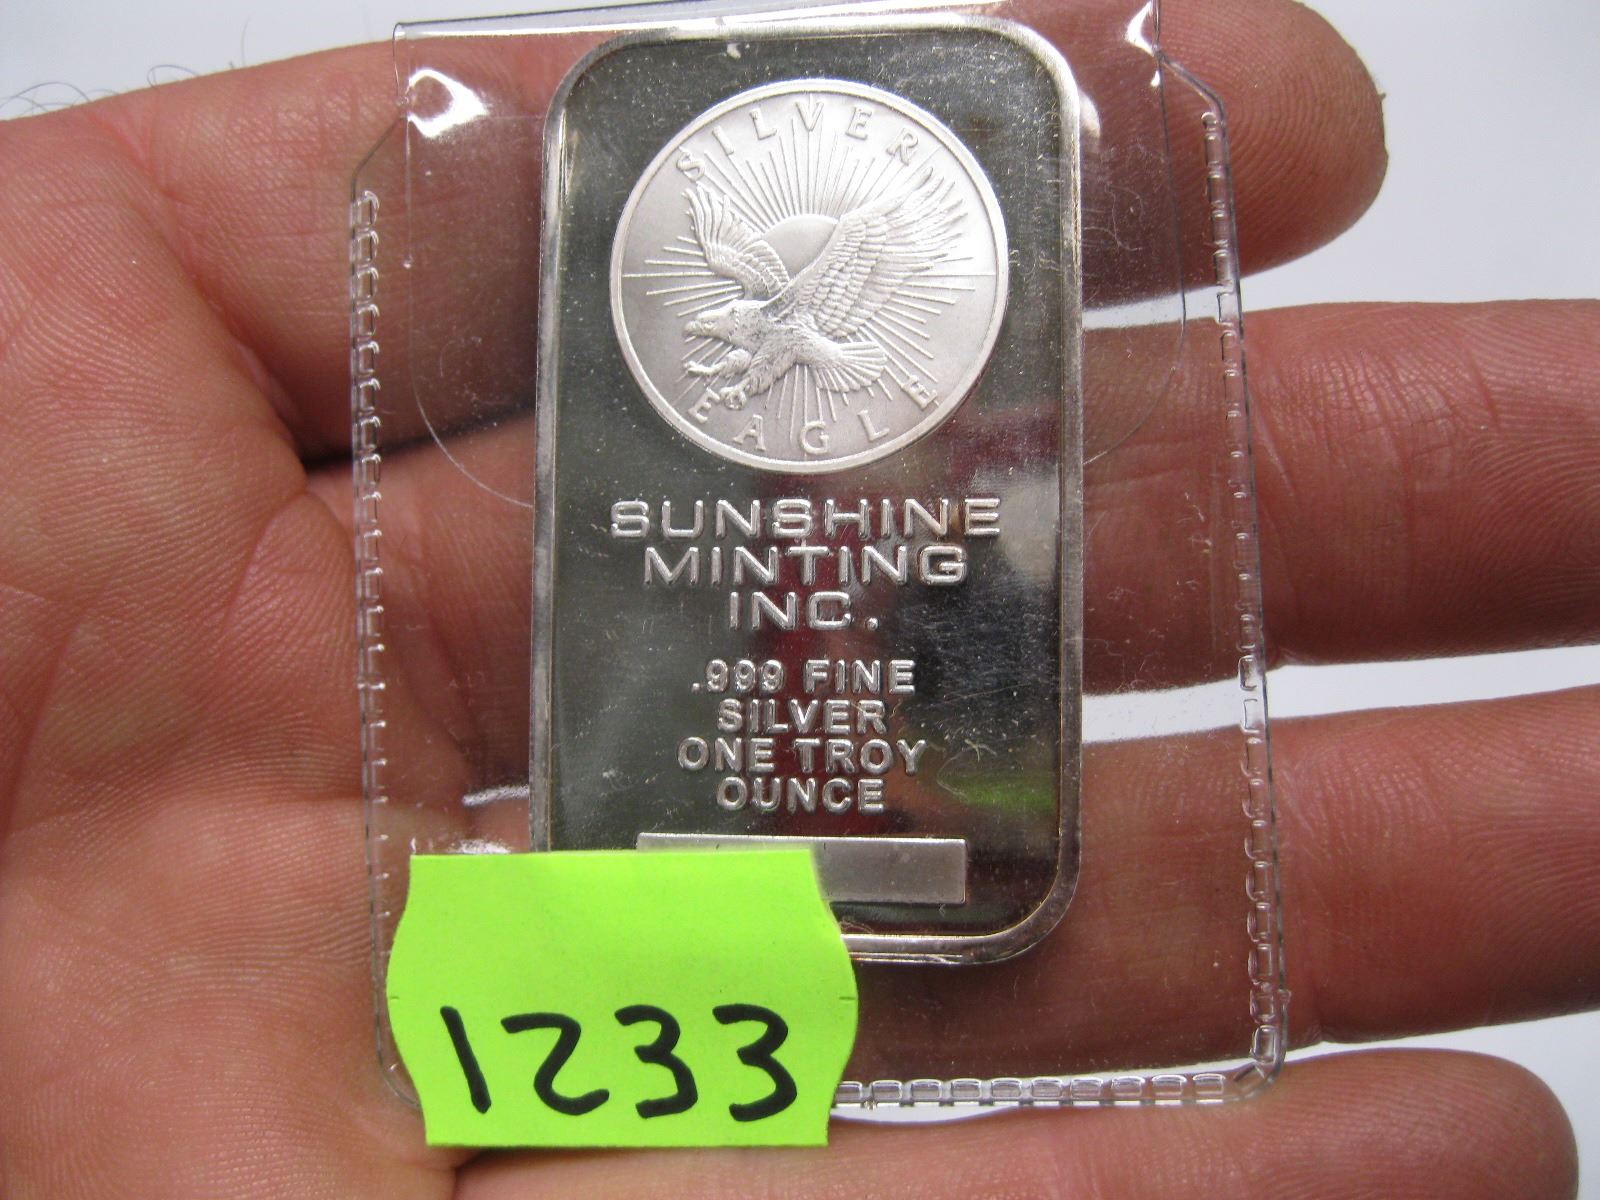 SILVER
EAGLE
SUNSHINE
MINTING
INC.
.999 FINE
SILVER
ONE TROY
OUNCE
1233